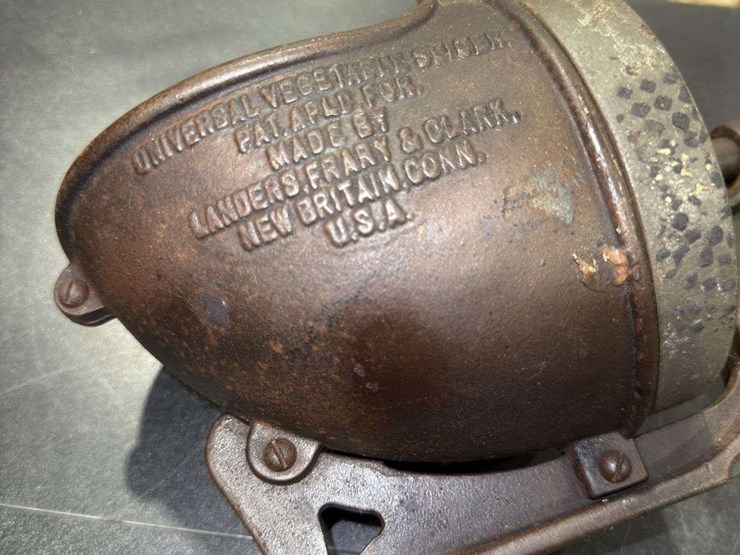 UNIVERSAL VEGETABLE SLICER.
PAT. APLD. FOR.
MADE BY
LANDERS, FRARY & CLARK,
NEW BRITAIN, CONN.
U.S.A.